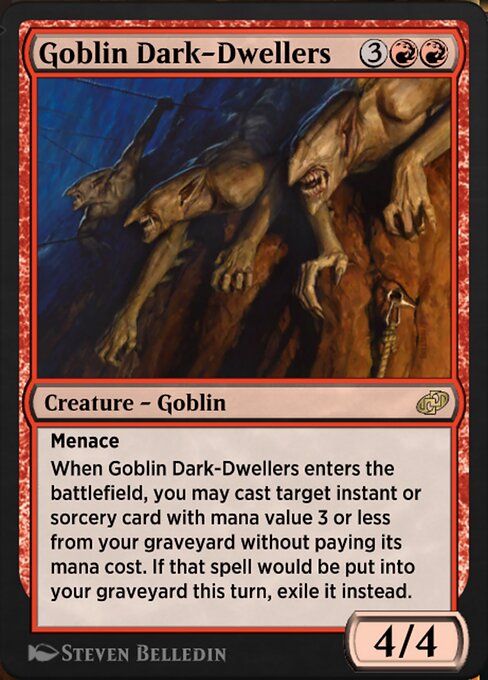 Goblin Dark-Dwellers 3
Creature – Goblin
Menace
When Goblin Dark-Dwellers enters the
battlefield, you may cast target instant or
sorcery card with mana value 3 or less
from your graveyard without paying its
mana cost. If that spell would be put into
your graveyard this turn, exile it instead.
4/4
Steven Belledin